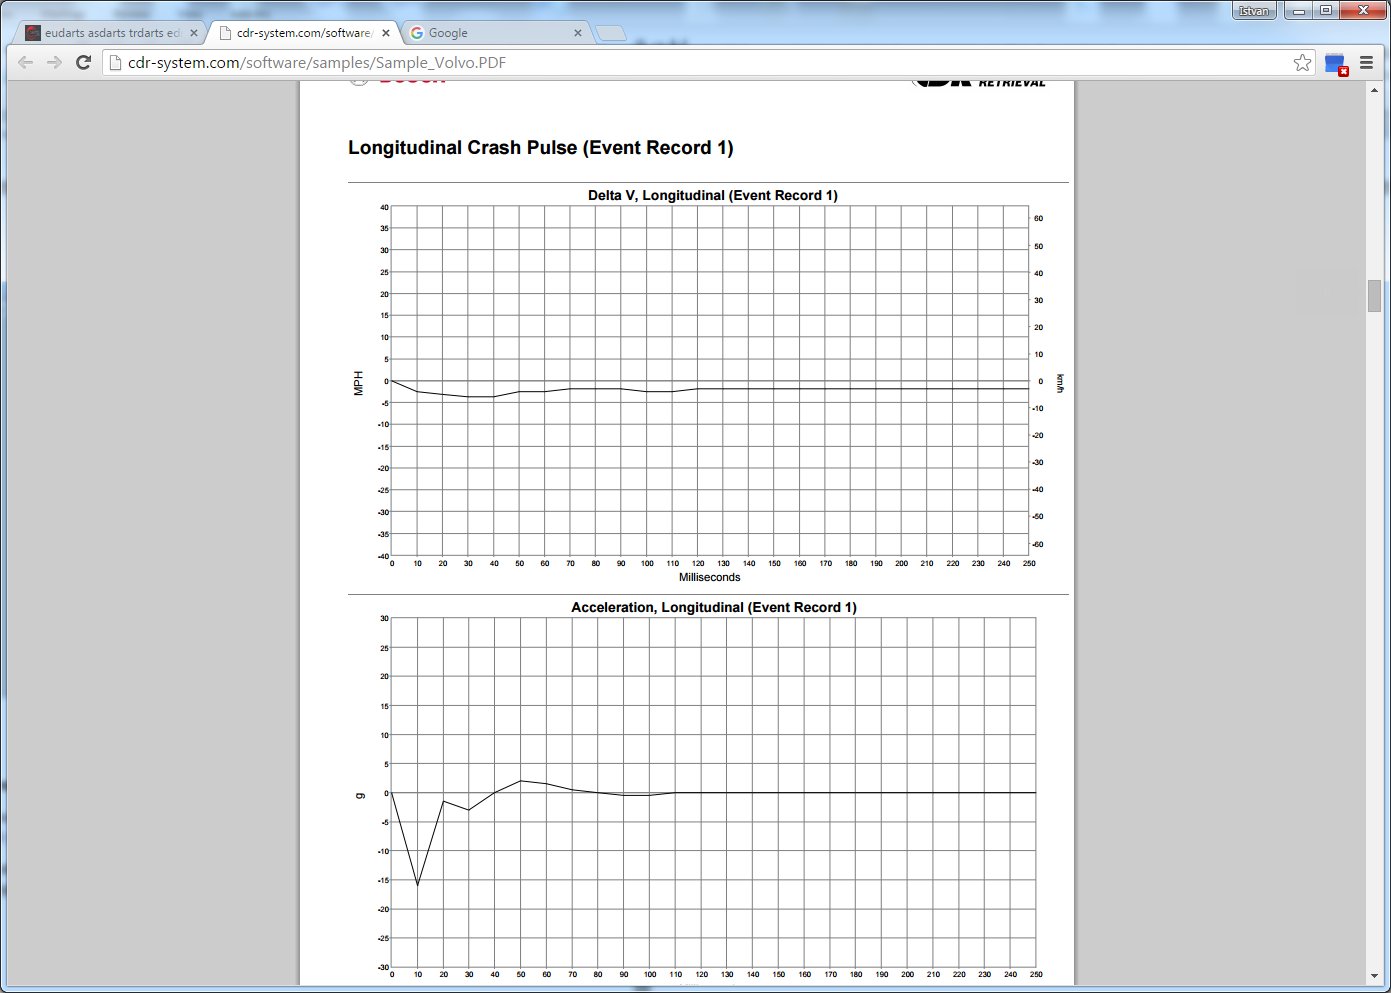 Istvan
eudarts asdarts trdarts ed
cdr-system.com/software/
Google
cdr-system.com/software/samples/Sample_Volvo.PDF
RETRIEVAL
Longitudinal Crash Pulse (Event Record 1)
Delta V, Longitudinal (Event Record 1)
40
35
30
25
20
15
10
5
0
-5
-10
-15
-20
-25
-30
-35
-40
MPH
60
50
40
30
20
10
0
-10
-20
-30
-40
-50
-60
km/h
0 10 20 30 40 50 60 70 80 90 100 110 120 130 140 150 160 170 180 190 200 210 220 230 240 250
Milliseconds
Acceleration, Longitudinal (Event Record 1)
30
25
20
15
10
5
0
-5
-10
-15
-20
-25
-30
g
0 10 20 30 40 50 60 70 80 90 100 110 120 130 140 150 160 170 180 190 200 210 220 230 240 250